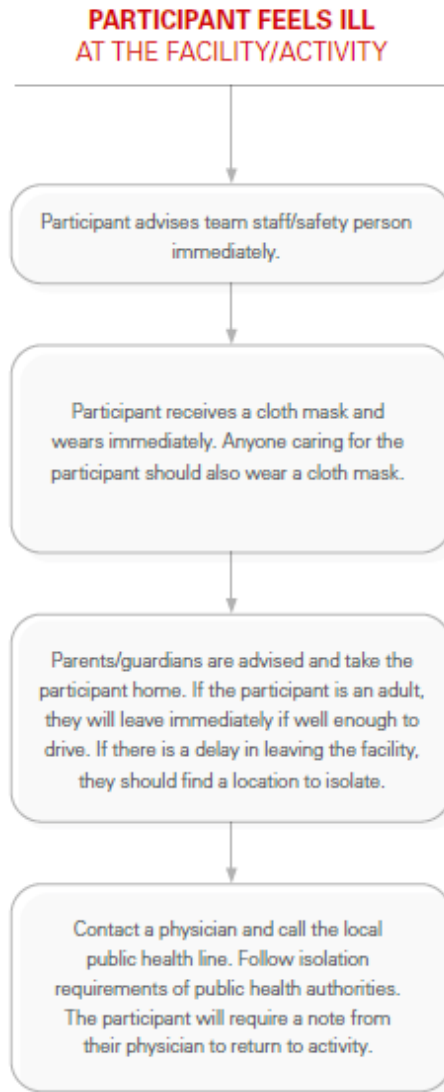 PARTICIPANT FEELS ILL
AT THE FACILITY/ACTIVITY
Participant advises team staff/safety person
immediately.
Participant receives a cloth mask and
wears immediately. Anyone caring for the
participant should also wear a cloth mask.
Parents/guardians are advised and take the
participant home. If the participant is an adult,
they will leave immediately if well enough to
drive. If there is a delay in leaving the facility,
they should find a location to isolate.
Contact a physician and call the local
public health line. Follow isolation
requirements of public health authorities.
The participant will require a note from
their physician to return to activity.